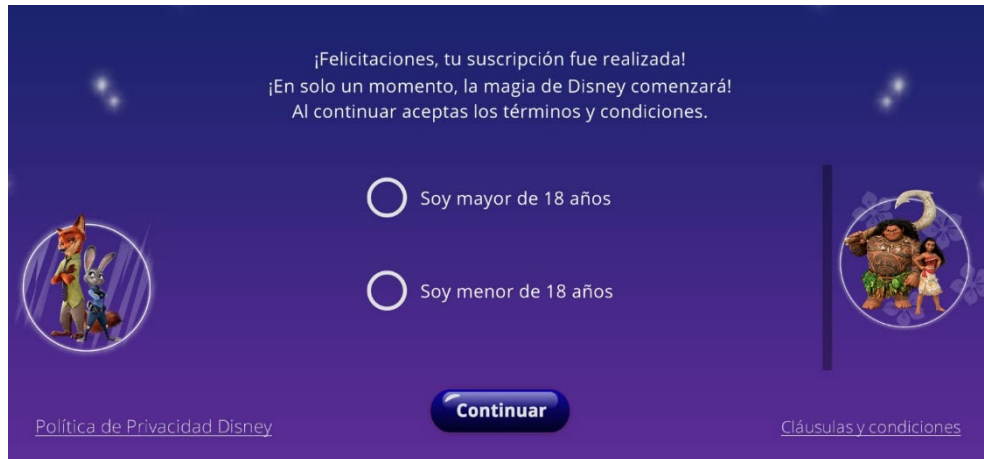 ¡Felicitaciones, tu suscripción fue realizada!
¡En solo un momento, la magia de Disney comenzará!
Al continuar aceptas los términos y condiciones.
Soy mayor de 18 años
Soy menor de 18 años
Continuar
Política de Privacidad Disney
Cláusulas y condiciones